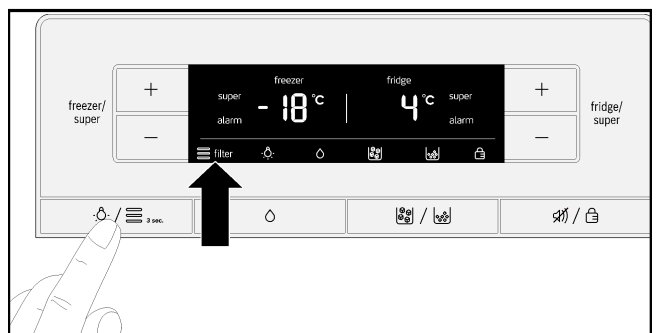 freezer
fridge
super
- 18 °C
4 °C
super
alarm
alarm
filter
freezer/
super
+
−
+
−
fridge/
super
/ 3 sec.
/
/